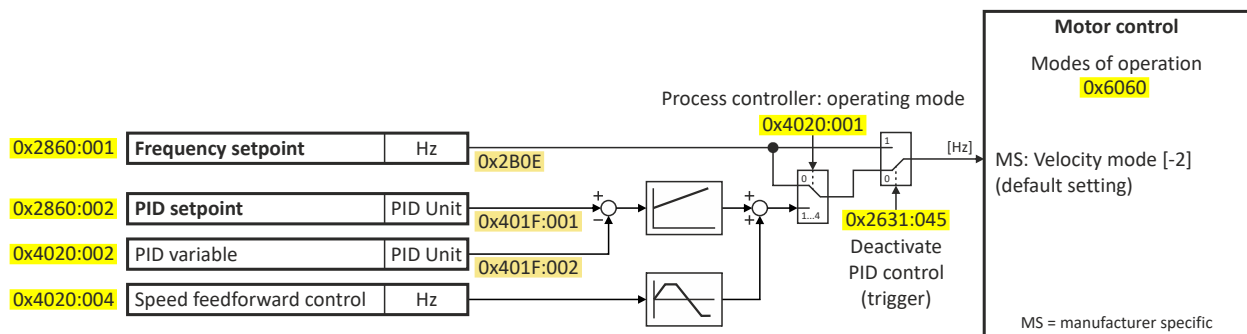 Motor control
Modes of operation
0x6060
Process controller: operating mode
0x4020:001
0x2860:001 Frequency setpoint Hz
0x2B0E
1
[Hz]
MS: Velocity mode [-2]
(default setting)
0
0
0x2860:002 PID setpoint PID Unit
0x401F:001
+
−
+
+
1...4
0x2631:045
Deactivate
PID control
(trigger)
0x4020:002 PID variable PID Unit
0x401F:002
0x4020:004 Speed feedforward control Hz
MS = manufacturer specific